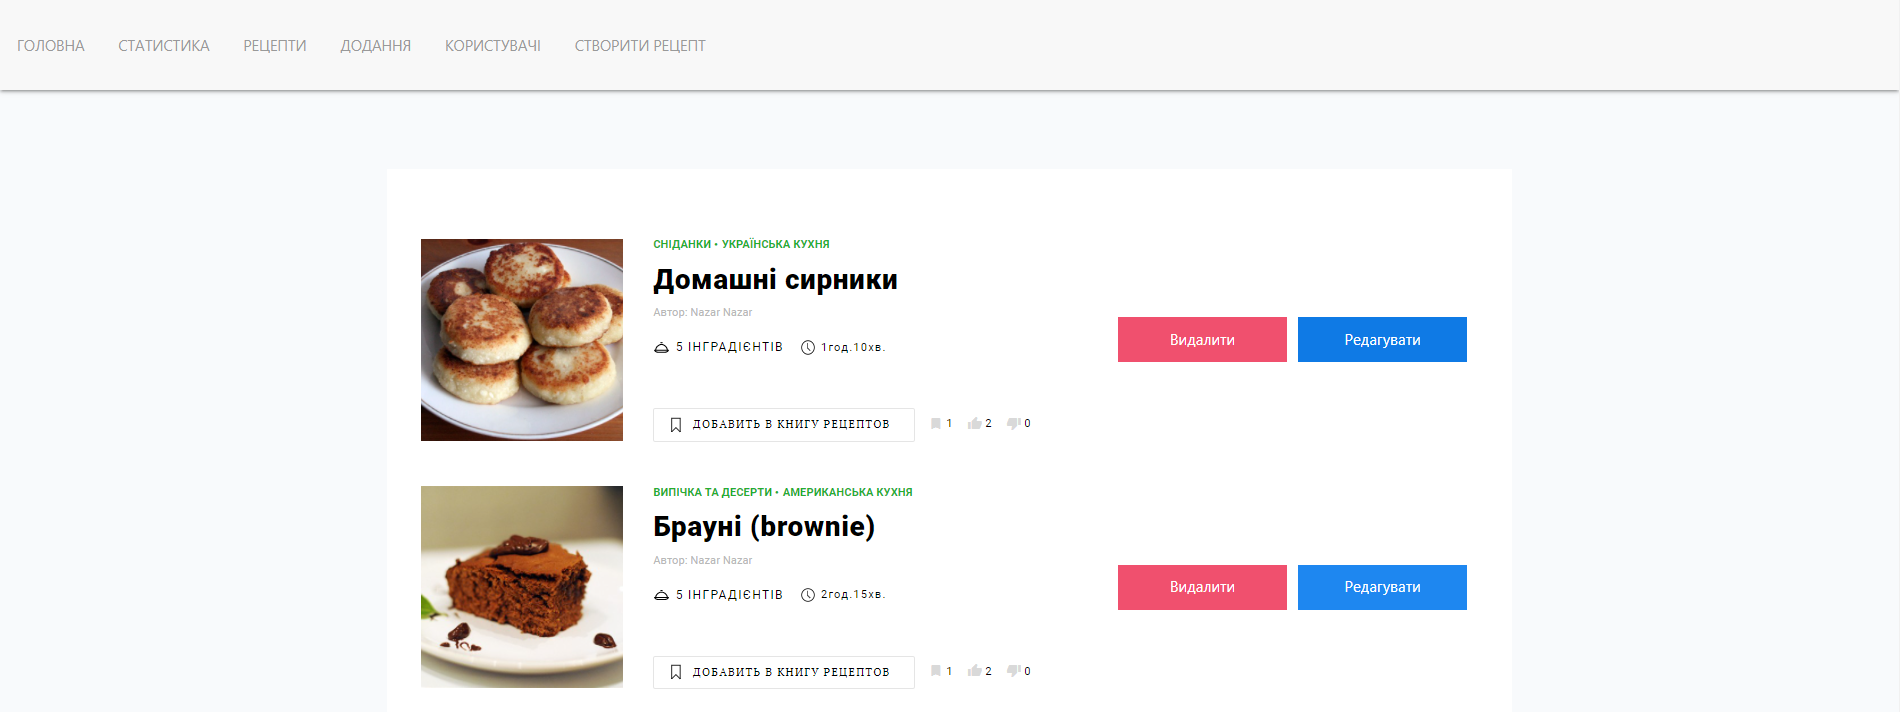 ГОЛОВНА СТАТИСТИКА РЕЦЕПТИ ДОДАННЯ КОРИСТУВАЧІ СТВОРИТИ РЕЦЕПТ
СНІДАНКИ • УКРАЇНСЬКА КУХНЯ
Домашні сирники
Автор: Nazar Nazar
5 ІНГРАДІЄНТІВ 1год.10хв.
Видалити Редагувати
ДОБАВИТЬ В КНИГУ РЕЦЕПТОВ 1 2 0
ВИПІЧКА ТА ДЕСЕРТИ • АМЕРИКАНСЬКА КУХНЯ
Брауні (brownie)
Автор: Nazar Nazar
5 ІНГРАДІЄНТІВ 2год.15хв.
Видалити Редагувати
ДОБАВИТЬ В КНИГУ РЕЦЕПТОВ 1 2 0